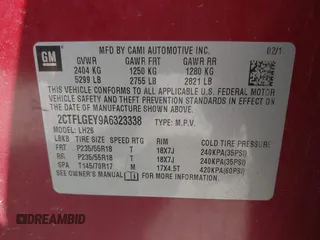 GM
MFD BY CAMI AUTOMOTIVE INC.
02/1
GVWR GAWR FRT GAWR RR
2404 KG 1250 KG 1280 KG
5299 LB 2755 LB 2821 LB
THIS VEHICLE CONFORMS TO ALL APPLICABLE U.S. FEDERAL MOTOR
VEHICLE SAFETY, AND THEFT PREVENTION STANDARDS IN EFFECT ON
THE DATE OF MANUFACTURE SHOWN ABOVE.
2CTFLGEY9A6323338 TYPE: M.P.V.
MODEL: LH26
TIRE SIZE SPEED RTG RIM COLD TIRE PRESSURE
FRT P235/55R18 T 18X7J 240KPA(35PSI)
RR P235/55R18 T 18X7J 240KPA(35PSI)
SPA T145/70R17 M 17X4.5T 420KPA(60PSI)
SEE OWNER'S MANUAL
DIRABIMMD